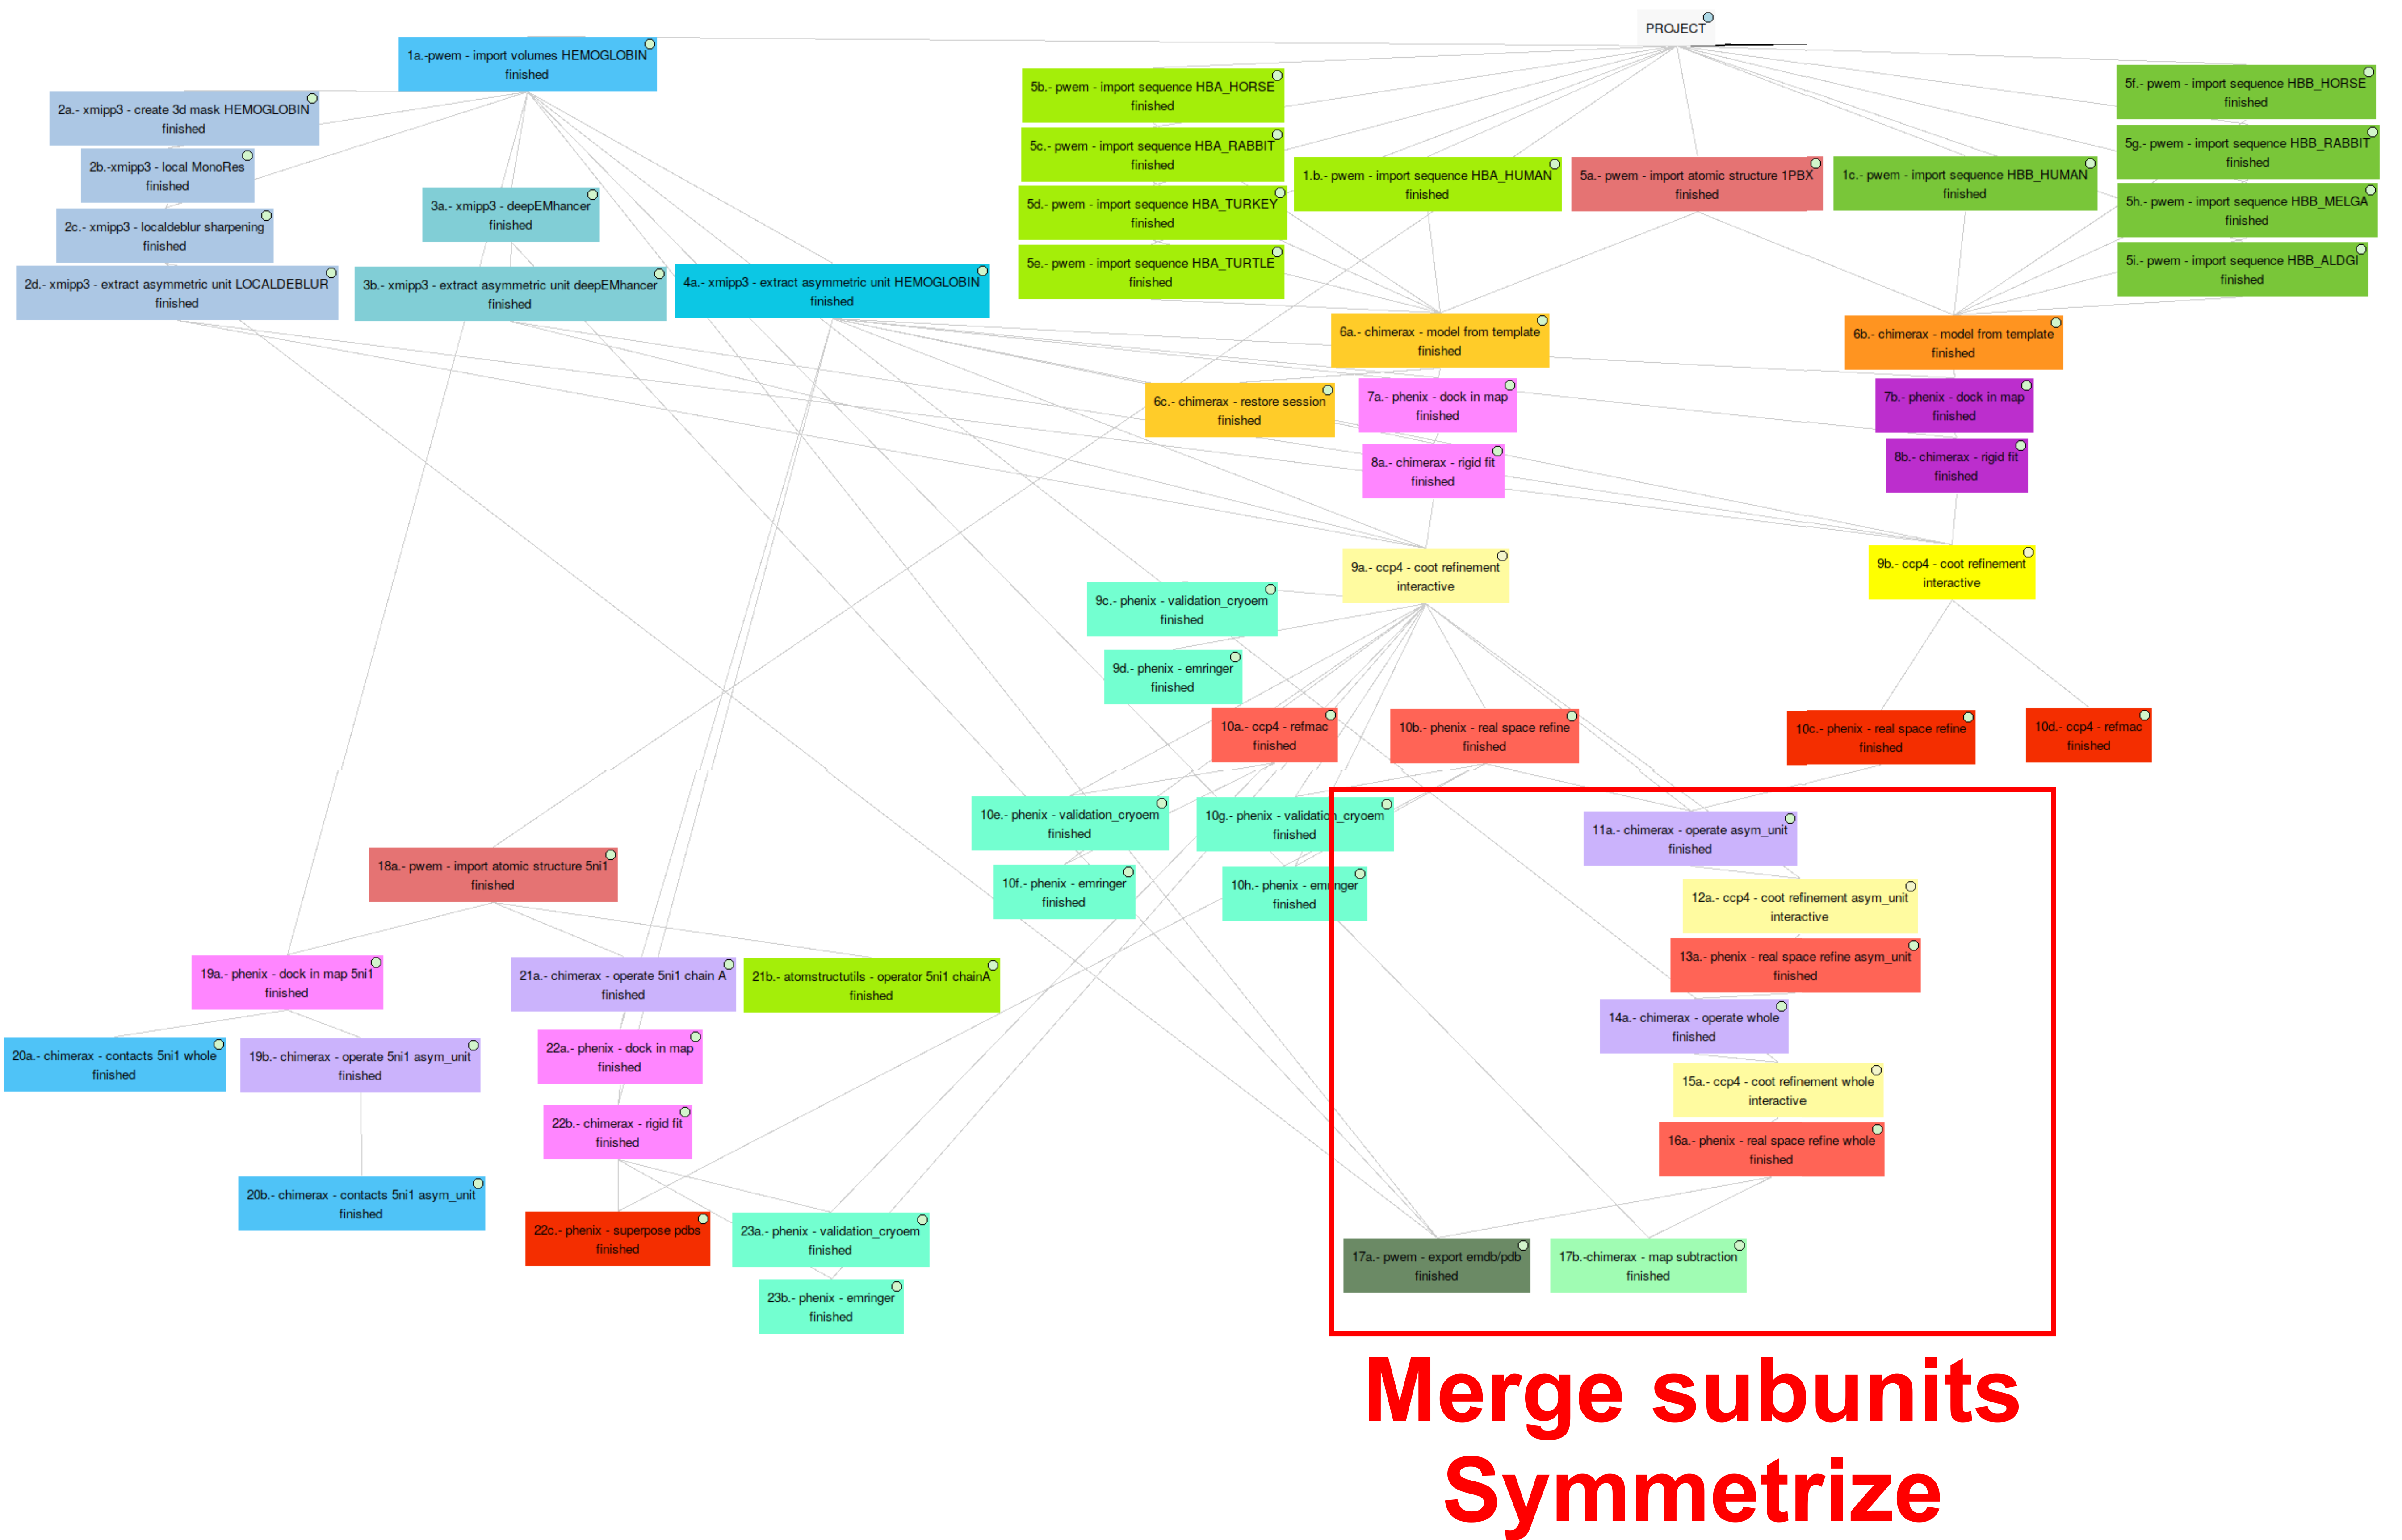 PROJECT
1a.-pwem - import volumes HEMOGLOBIN
finished
2a.- xmipp3 - create 3d mask HEMOGLOBIN
finished
2b.-xmipp3 - local MonoRes
finished
2c.- xmipp3 - localdeblur sharpening
finished
2d.- xmipp3 - extract asymmetric unit LOCALDEBLUR
finished
3a.- xmipp3 - deepEMhancer
finished
3b.- xmipp3 - extract asymmetric unit deepEMhancer
finished
4a.- xmipp3 - extract asymmetric unit HEMOGLOBIN
finished
5b.- pwem - import sequence HBA_HORSE
finished
5c.- pwem - import sequence HBA_RABBIT
finished
5d.- pwem - import sequence HBA_TURKEY
finished
5e.- pwem - import sequence HBA_TURTLE
finished
1.b.- pwem - import sequence HBA_HUMAN
finished
5a.- pwem - import atomic structure 1PBX
finished
1c.- pwem - import sequence HBB_HUMAN
finished
5f.- pwem - import sequence HBB_HORSE
finished
5g.- pwem - import sequence HBB_RABBIT
finished
5h.- pwem - import sequence HBB_MELGA
finished
5i.- pwem - import sequence HBB_ALDGI
finished
6a.- chimerax - model from template
finished
6b.- chimerax - model from template
finished
6c.- chimerax - restore session
finished
7a.- phenix - dock in map
finished
7b.- phenix - dock in map
finished
8a.- chimerax - rigid fit
finished
8b.- chimerax - rigid fit
finished
9a.- ccp4 - coot refinement
interactive
9b.- ccp4 - coot refinement
interactive
9c.- phenix - validation_cryoem
finished
9d.- phenix - emringer
finished
10a.- ccp4 - refmac
finished
10b.- phenix - real space refine
finished
10c.- phenix - real space refine
finished
10d.- ccp4 - refmac
finished
10e.- phenix - validation_cryoem
finished
10g.- phenix - validation_cryoem
finished
10f.- phenix - emringer
finished
10h.- phenix - emringer
finished
11a.- chimerax - operate asym_unit
finished
12a.- ccp4 - coot refinement asym_unit
interactive
13a.- phenix - real space refine asym_unit
finished
14a.- chimerax - operate whole
finished
15a.- ccp4 - coot refinement whole
interactive
16a.- phenix - real space refine whole
finished
17a.- pwem - export emdb/pdb
finished
17b.-chimerax - map subtraction
finished
18a.- pwem - import atomic structure 5ni1
finished
19a.- phenix - dock in map 5ni1
finished
21a.- chimerax - operate 5ni1 chain A
finished
21b.- atomstructutils - operator 5ni1 chainA
finished
20a.- chimerax - contacts 5ni1 whole
finished
19b.- chimerax - operate 5ni1 asym_unit
finished
22a.- phenix - dock in map
finished
22b.- chimerax - rigid fit
finished
20b.- chimerax - contacts 5ni1 asym_unit
finished
22c.- phenix - superpose pdbs
finished
23a.- phenix - validation_cryoem
finished
23b.- phenix - emringer
finished
Merge subunits
Symmetrize